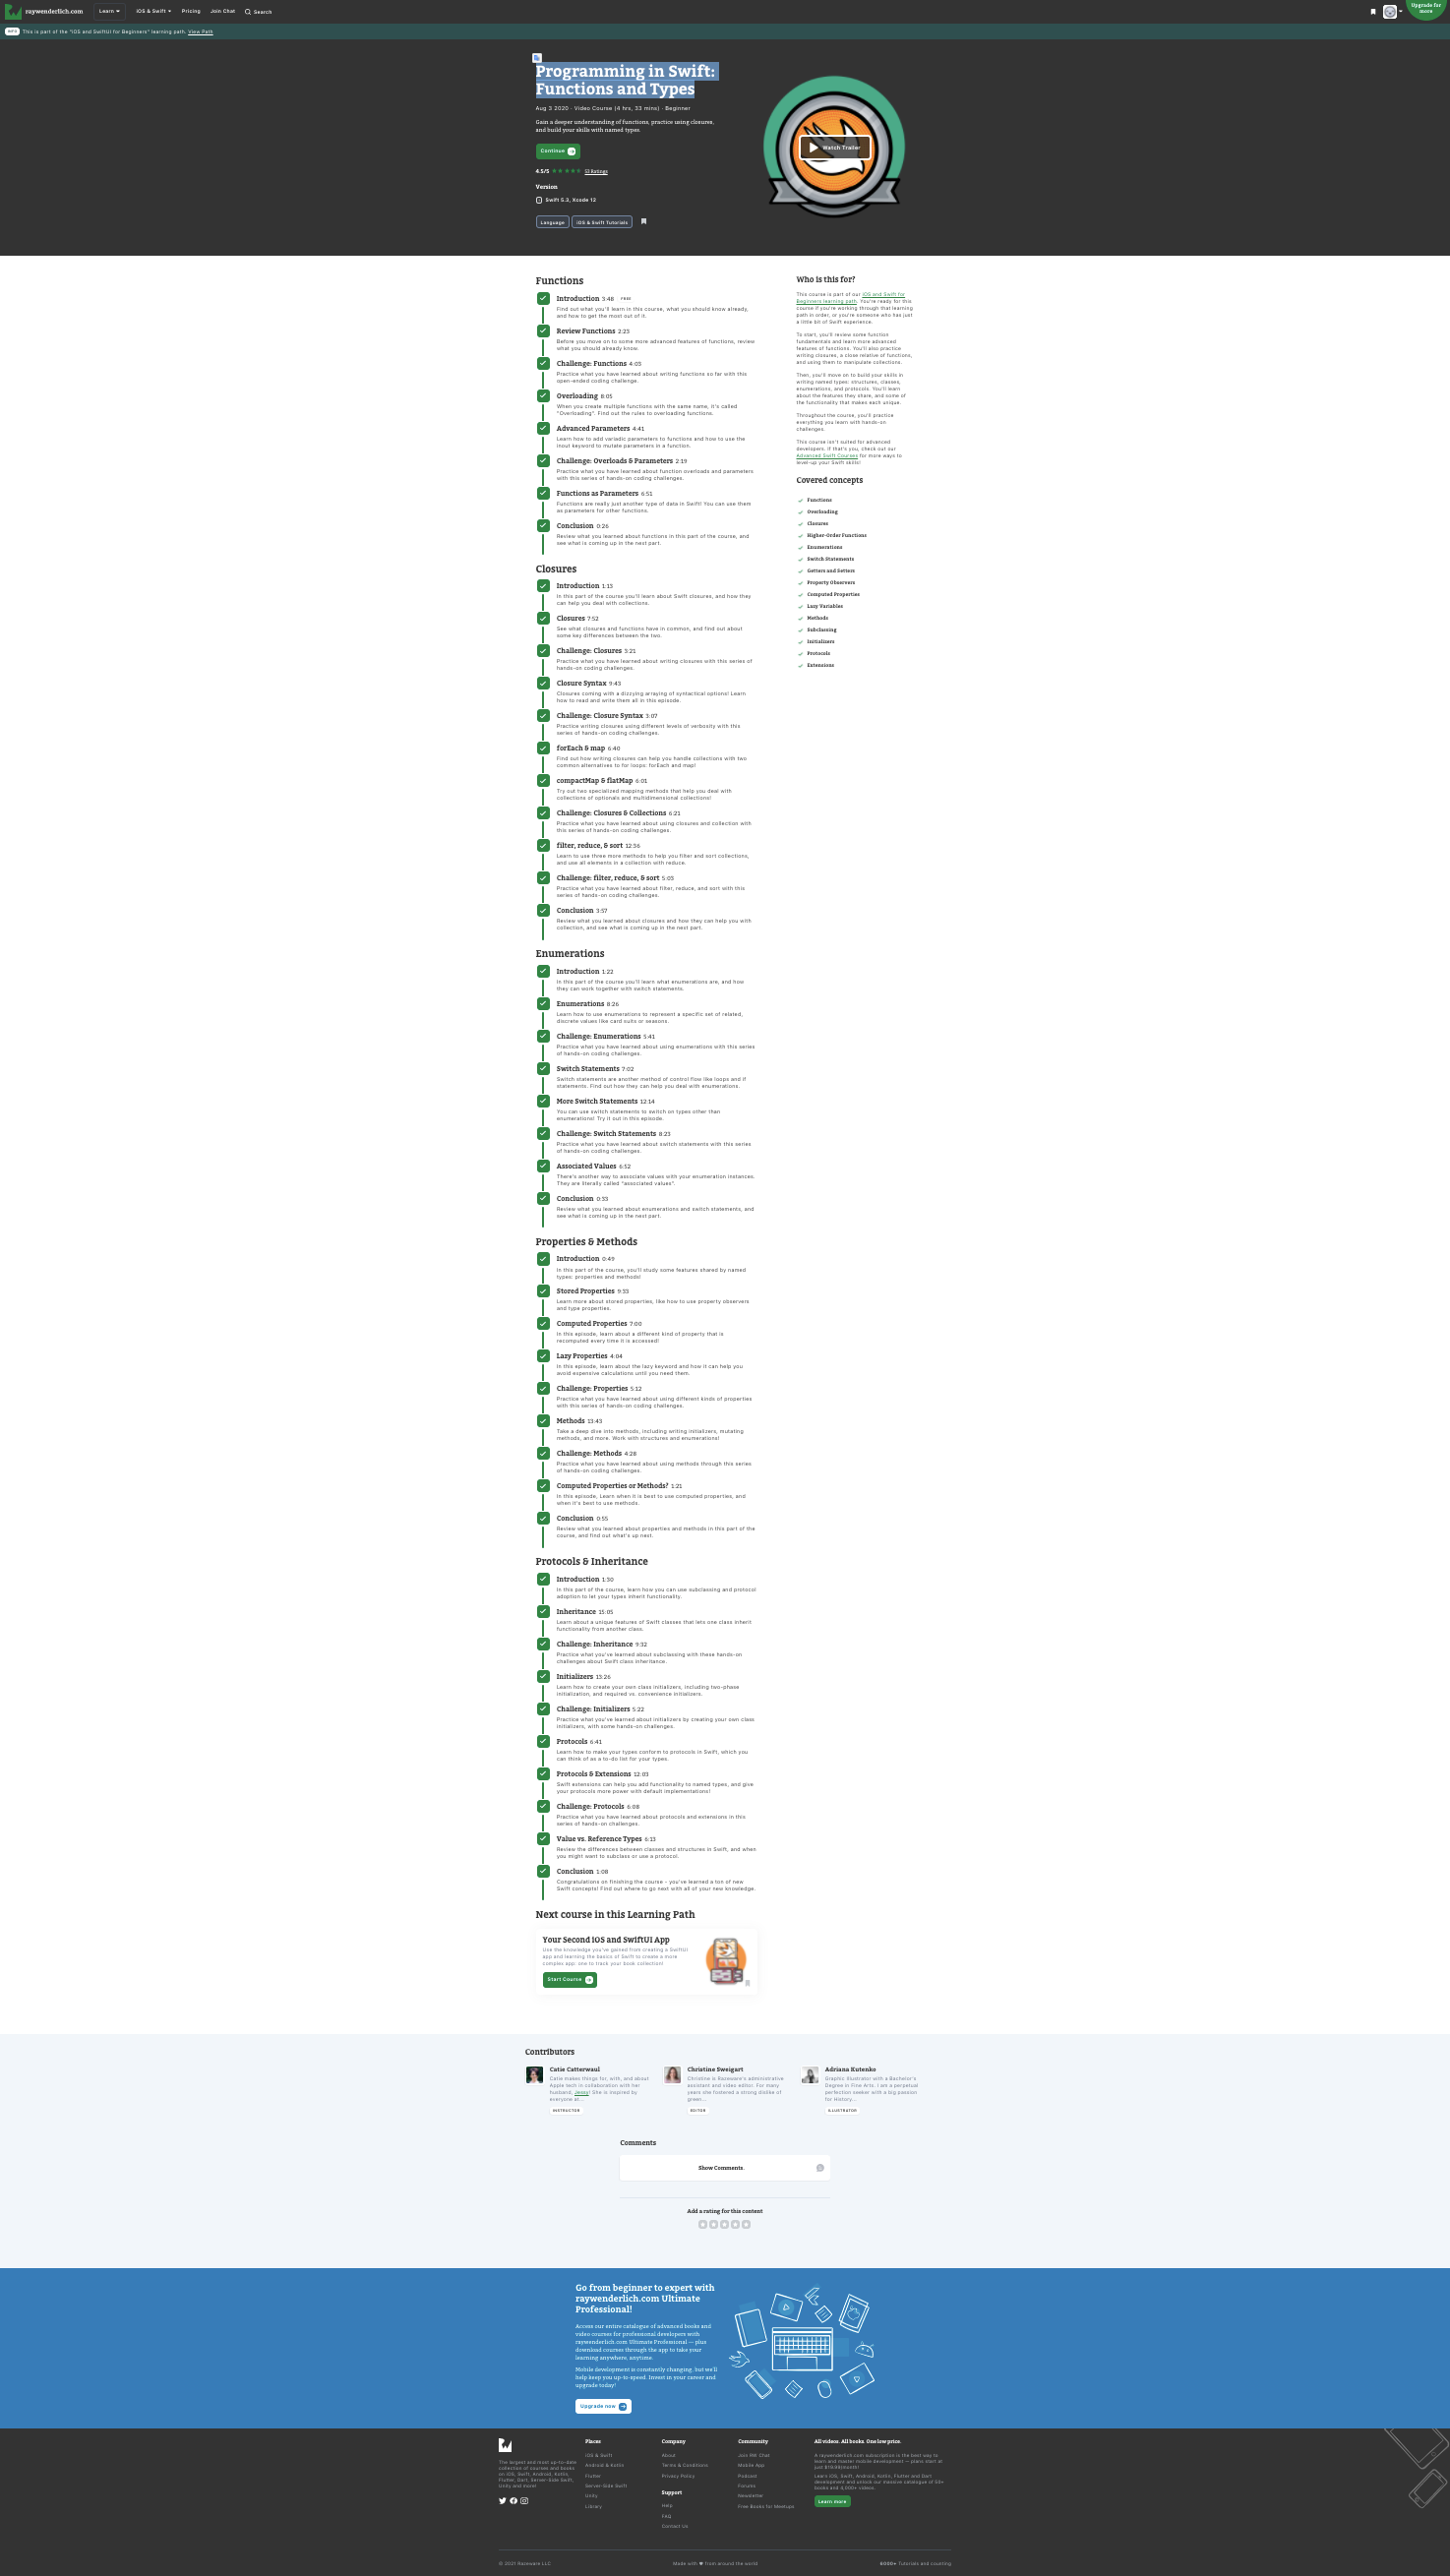 raywenderlich.com
Learn
iOS & Swift
Pricing
Join Chat
Search
Upgrade for
more
INFO
This is part of the "iOS and SwiftUI for Beginners" learning path. View Path
Programming in Swift:
Functions and Types
Aug 3 2020 · Video Course (4 hrs, 33 mins) · Beginner
Gain a deeper understanding of functions, practice using closures,
and build your skills with named types.
Continue
4.5/5
53 Ratings
Version
Swift 5.3, Xcode 12
Language
iOS & Swift Tutorials
Watch Trailer
Functions
Introduction 3:48 FREE
Find out what you'll learn in this course, what you should know already,
and how to get the most out of it.
Review Functions 2:23
Before you move on to some more advanced features of functions, review
what you should already know.
Challenge: Functions 4:05
Practice what you have learned about writing functions so far with this
open-ended coding challenge.
Overloading 8:05
When you create multiple functions with the same name, it's called
"Overloading". Find out the rules to overloading functions.
Advanced Parameters 4:41
Learn how to add variadic parameters to functions and how to use the
inout keyword to mutate parameters in a function.
Challenge: Overloads & Parameters 2:19
Practice what you have learned about function overloads and parameters
with this series of hands-on coding challenges.
Functions as Parameters 6:51
Functions are really just another type of data in Swift! You can use them
as parameters for other functions.
Conclusion 0:26
Review what you learned about functions in this part of the course, and
see what is coming up in the next part.
Closures
Introduction 1:13
In this part of the course you'll learn about Swift closures, and how they
can help you deal with collections.
Closures 7:52
See what closures and functions have in common, and find out about
some key differences between the two.
Challenge: Closures 3:21
Practice what you have learned about writing closures with this series of
hands-on coding challenges.
Closure Syntax 9:43
Closures coming with a dizzying araying of syntactical options! Learn
how to read and write them all in this episode.
Challenge: Closure Syntax 3:07
Practice writing closures using different levels of verbosity with this
series of hands-on coding challenges.
forEach & map 6:40
Find out how writing closures can help you handle collections with two
common alternatives to for loops: forEach and map!
compactMap & flatMap 6:01
Try out two specialized mapping methods that help you deal with
collections of optionals and multidimensional collections!
Challenge: Closures & Collections 6:21
Practice what you have learned about using closures and collection with
this series of hands-on coding challenges.
filter, reduce, & sort 12:56
Learn to use three more methods to help you filter and sort collections,
and use all elements in a collection with reduce.
Challenge: filter, reduce, & sort 5:03
Practice what you have learned about filter, reduce, and sort with this
series of hands-on coding challenges.
Conclusion 3:57
Review what you learned about closures and how they can help you with
collection, and see what is coming up in the next part.
Enumerations
Introduction 1:22
In this part of the course you'll learn what enumerations are, and how
they can work together with switch statements.
Enumerations 8:26
Learn how to use enumerations to represent a specific set of related,
discrete values like card suits or seasons.
Challenge: Enumerations 5:41
Practice what you have learned about using enumerations with this series
of hands-on coding challenges.
Switch Statements 7:02
Switch statements are another method of control flow like loops and if
statements. Find out how they can help you deal with enumerations.
More Switch Statements 12:14
You can use switch statements to switch on types other than
enumerations! Try it out in this episode.
Challenge: Switch Statements 8:23
Practice what you have learned about switch statements with this series
of hands-on coding challenges.
Associated Values 6:52
There's another way to associate values with your enumeration instances.
They are literally called "associated values".
Conclusion 0:33
Review what you learned about enumerations and switch statements, and
see what is coming up in the next part.
Properties & Methods
Introduction 0:49
In this part of the course, you'll study some features shared by named
types: properties and methods!
Stored Properties 9:33
Learn more about stored properties, like how to use property observers
and type properties.
Computed Properties 7:00
In this episode, learn about a different kind of property that is
recomputed every time it is accessed!
Lazy Properties 4:04
In this episode, learn about the lazy keyword and how it can help you
avoid expensive calculations until you need them.
Challenge: Properties 5:12
Practice what you have learned about using different kinds of properties
with this series of hands-on coding challenges.
Methods 13:43
Take a deep dive into methods, including writing initializers, mutating
methods, and more. Work with structures and enumerations!
Challenge: Methods 4:28
Practice what you have learned about using methods through this series
of hands-on coding challenges.
Computed Properties or Methods? 1:21
In this episode, Learn when it is best to use computed properties, and
when it's best to use methods.
Conclusion 0:55
Review what you learned about properties and methods in this part of the
course, and find out what's up next.
Protocols & Inheritance
Introduction 1:30
In this part of the course, learn how you can use subclassing and protocol
adoption to let your types inherit functionality.
Inheritance 15:05
Learn about a unique features of Swift classes that lets one class inherit
functionality from another class.
Challenge: Inheritance 9:32
Practice what you've learned about subclassing with these hands-on
challenges about Swift class inheritance.
Initializers 13:26
Learn how to create your own class initializers, including two-phase
initialization, and required vs. convenience initializers.
Challenge: Initializers 5:22
Practice what you've learned about initializers by creating your own class
initializers, with some hands-on challenges.
Protocols 6:41
Learn how to make your types conform to protocols in Swift, which you
can think of as a to-do list for your types.
Protocols & Extensions 12:03
Swift extensions can help you add functionality to named types, and give
your protocols more power with default implementations!
Challenge: Protocols 6:08
Practice what you have learned about protocols and extensions in this
series of hands-on challenges.
Value vs. Reference Types 6:13
Review the differences between classes and structures in Swift, and when
you might want to subclass or use a protocol.
Conclusion 1:08
Congratulations on finishing the course - you've learned a ton of new
Swift concepts! Find out where to go next with all of your new knowledge.
Who is this for?
This course is part of our iOS and Swift for
Beginners learning path. You're ready for this
course if you're working through that learning
path in order, or you're someone who has just
a little bit of Swift experience.
To start, you'll review some function
fundamentals and learn more advanced
features of functions. You'll also practice
writing closures, a close relative of functions,
and using them to manipulate collections.
Then, you'll move on to build your skills in
writing named types: structures, classes,
enumerations, and protocols. You'll learn
about the features they share, and some of
the functionality that makes each unique.
Throughout the course, you'll practice
everything you learn with hands-on
challenges.
This course isn't suited for advanced
developers. If that's you, check out our
Advanced Swift Courses for more ways to
level-up your Swift skills!
Covered concepts
Functions
Overloading
Closures
Higher-Order Functions
Enumerations
Switch Statements
Getters and Setters
Property Observers
Computed Properties
Lazy Variables
Methods
Subclassing
Initializers
Protocols
Extensions
Next course in this Learning Path
Your Second iOS and SwiftUI App
Use the knowledge you've gained from creating a SwiftUI
app and learning the basics of Swift to create a more
complex app: one to track your book collection!
Start Course
Contributors
Catie Catterwaul
Catie makes things for, with, and about
Apple tech in collaboration with her
husband, Jessy! She is inspired by
everyone at...
INSTRUCTOR
Christine Sweigart
Christine is Razeware's administrative
assistant and video editor. For many
years she fostered a strong dislike of
green...
EDITOR
Adriana Kutenko
Graphic Illustrator with a Bachelor's
Degree in Fine Arts. I am a perpetual
perfection seeker with a big passion
for History...
ILLUSTRATOR
Comments
Show Comments.
Add a rating for this content
Go from beginner to expert with
raywenderlich.com Ultimate
Professional!
Access our entire catalogue of advanced books and
video courses for professional developers with
raywenderlich.com Ultimate Professional — plus
download courses through the app to take your
learning anywhere, anytime.
Mobile development is constantly changing, but we'll
help keep you up-to-speed. Invest in your career and
upgrade today!
Upgrade now
The largest and most up-to-date
collection of courses and books
on iOS, Swift, Android, Kotlin,
Flutter, Dart, Server-Side Swift,
Unity and more!
Places
iOS & Swift
Android & Kotlin
Flutter
Server-Side Swift
Unity
Library
Company
About
Terms & Conditions
Privacy Policy
Support
Help
FAQ
Contact Us
Community
Join RW Chat
Mobile App
Podcast
Forums
Newsletter
Free Books for Meetups
All videos. All books. One low price.
A raywenderlich.com subscription is the best way to
learn and master mobile development — plans start at
just $19.99/month!
Learn iOS, Swift, Android, Kotlin, Flutter and Dart
development and unlock our massive catalogue of 50+
books and 4,000+ videos.
Learn more
© 2021 Razeware LLC
Made with ♥ from around the world
5000+ Tutorials and counting